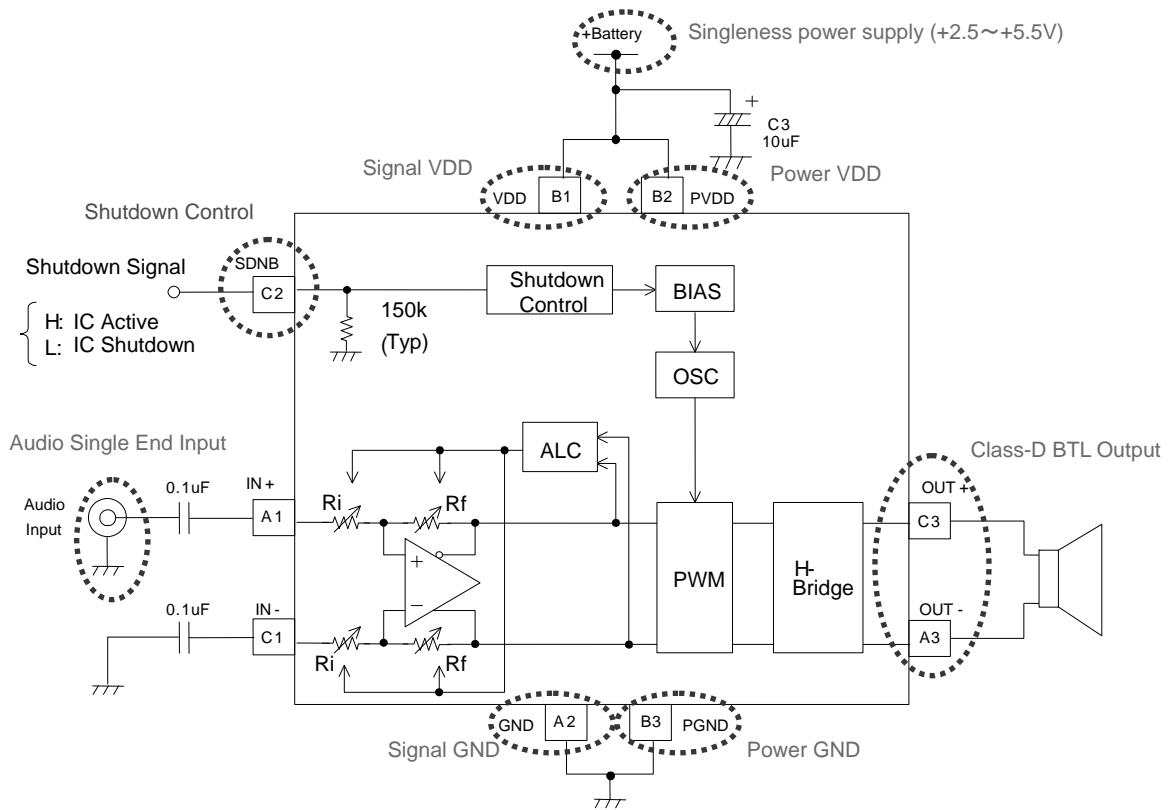 +Battery
Singleness power supply (+2.5～+5.5V)
+
C3
10uF
Signal VDD
Power VDD
VDD
B1
B2
PVDD
Shutdown Control
SDNB
Shutdown Signal
C2
H: IC Active
L: IC Shutdown
150k
(Typ)
Shutdown
Control
BIAS
OSC
Audio Single End Input
ALC
Class-D BTL Output
Audio
Input
0.1uF
IN +
A1
Ri
Rf
+
−
PWM
H-
Bridge
OUT +
C3
OUT -
A3
0.1uF
IN -
C1
Ri
Rf
GND
A2
B3
PGND
Signal GND
Power GND